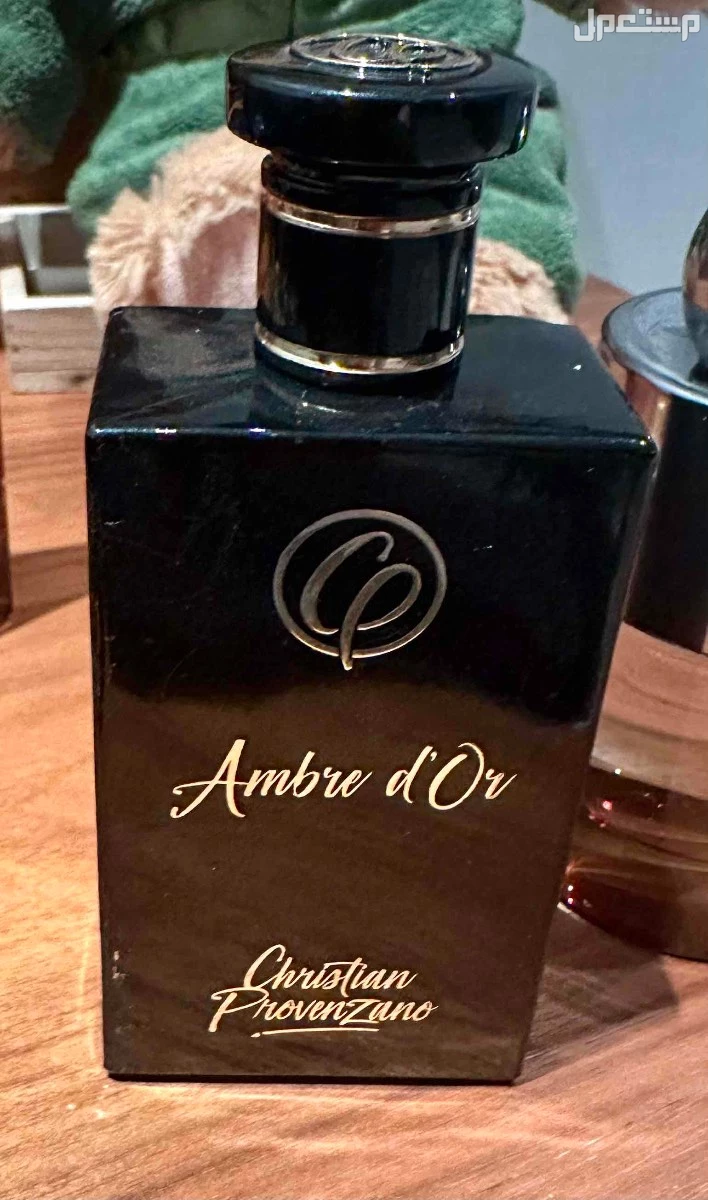 مستعمل
CP
Ambre d'Or
Christian
Provenzano